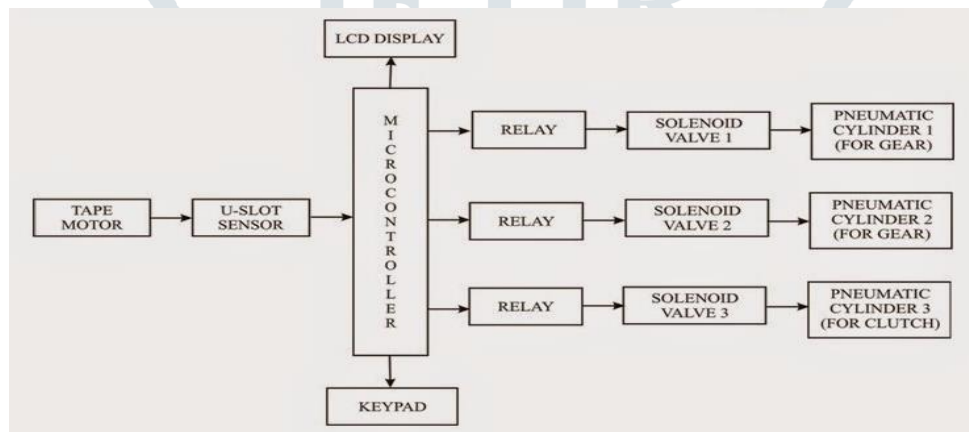 LCD DISPLAY
MICROCONTROLLER
RELAY
SOLENOID
VALVE 1
PNEUMATIC
CYLINDER 1
(FOR GEAR)
TAPE
MOTOR
U-SLOT
SENSOR
RELAY
SOLENOID
VALVE 2
PNEUMATIC
CYLINDER 2
(FOR GEAR)
RELAY
SOLENOID
VALVE 3
PNEUMATIC
CYLINDER 3
(FOR CLUTCH)
KEYPAD